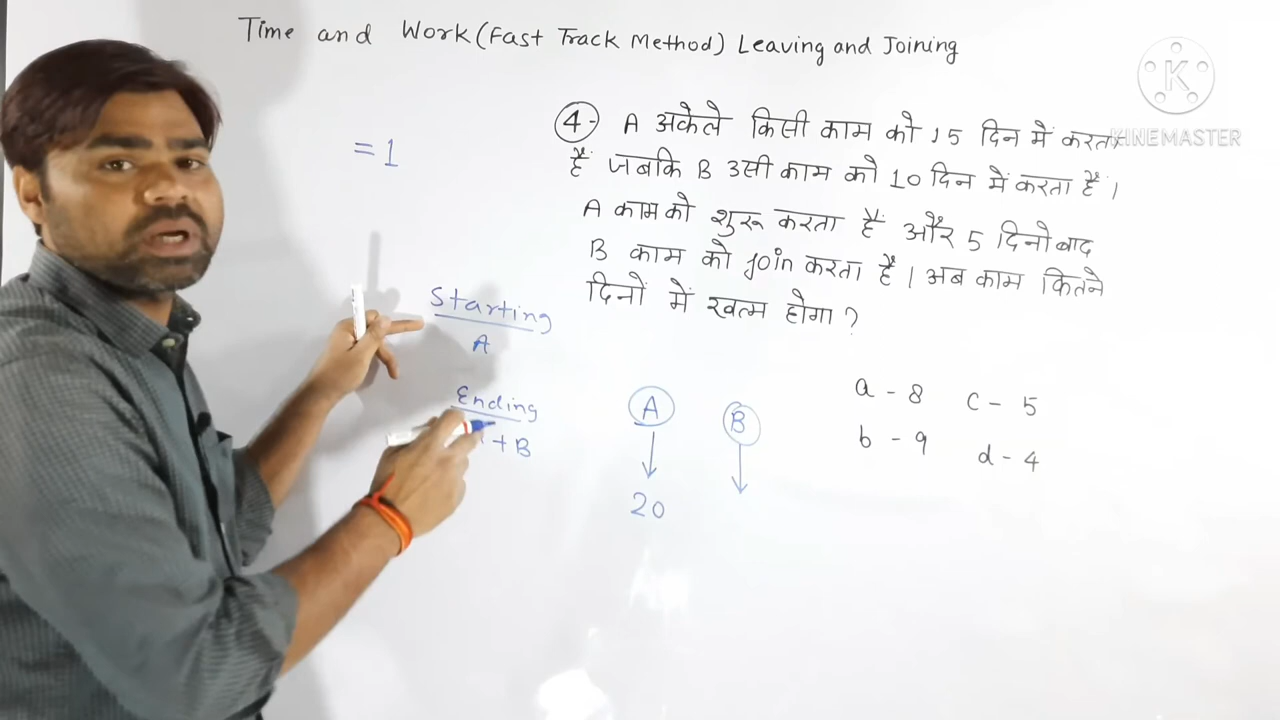 Time and Work (Fast Track Method) Leaving and Joining
K
KINEMASTER
= 1
4- A अकेले किसी काम को 15 दिन में करता
हैं जबकि B उसी काम को 10 दिन में करता हैं।
A काम को शुरू करता हैं और 5 दिनो बाद
B काम को join करता हैं। अब काम कितने
दिनों में खत्म होगा?
Starting
A
Ending
+ B
A B
20
a - 8 c - 5
b - 9 d - 4